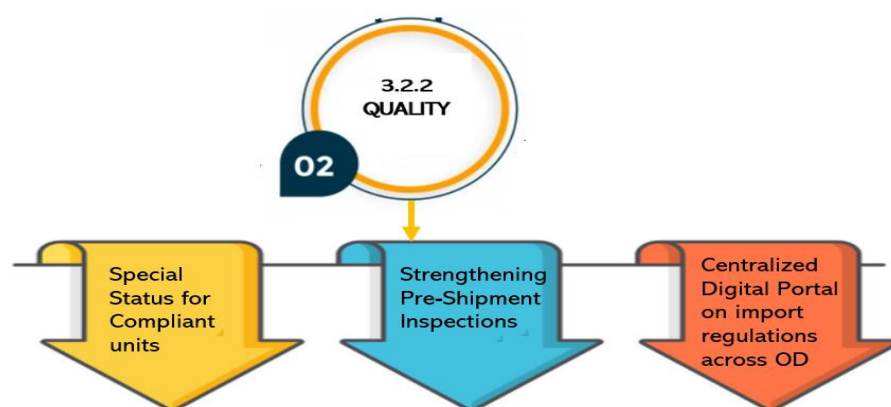 3.2.2
QUALITY
02
Special
Status for
Compliant
units
Strengthening
Pre-Shipment
Inspections
Centralized
Digital Portal
on import
regulations
across OD